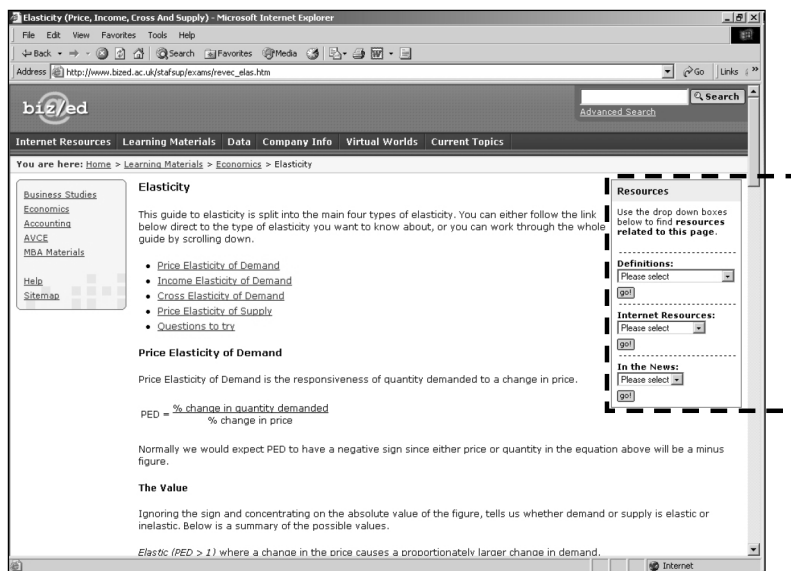 Elasticity (Price, Income, Cross And Supply) - Microsoft Internet Explorer
File Edit View Favorites Tools Help
Back Search Favorites Media
Address http://www.bized.ac.uk/stafsup/exams/revec_elas.htm Go Links »
biz/ed
Search
Advanced Search
Internet Resources Learning Materials Data Company Info Virtual Worlds Current Topics
You are here: Home > Learning Materials > Economics > Elasticity
Business Studies
Economics
Accounting
AVCE
MBA Materials
Help
Sitemap
Elasticity
This guide to elasticity is split into the main four types of elasticity. You can either follow the link
below direct to the type of elasticity you want to know about, or you can work through the whole
guide by scrolling down.
• Price Elasticity of Demand
• Income Elasticity of Demand
• Cross Elasticity of Demand
• Price Elasticity of Supply
• Questions to try
Price Elasticity of Demand
Price Elasticity of Demand is the responsiveness of quantity demanded to a change in price.
PED = % change in quantity demanded
% change in price
Normally we would expect PED to have a negative sign since either price or quantity in the equation above will be a minus
figure.
The Value
Ignoring the sign and concentrating on the absolute value of the figure, tells us whether demand or supply is elastic or
inelastic. Below is a summary of the possible values.
Elastic (PED > 1) where a change in the price causes a proportionately larger change in demand.
Resources
Use the drop down boxes
below to find resources
related to this page.
Definitions:
Please select
go!
Internet Resources:
Please select
go!
In the News:
Please select
go!
Internet